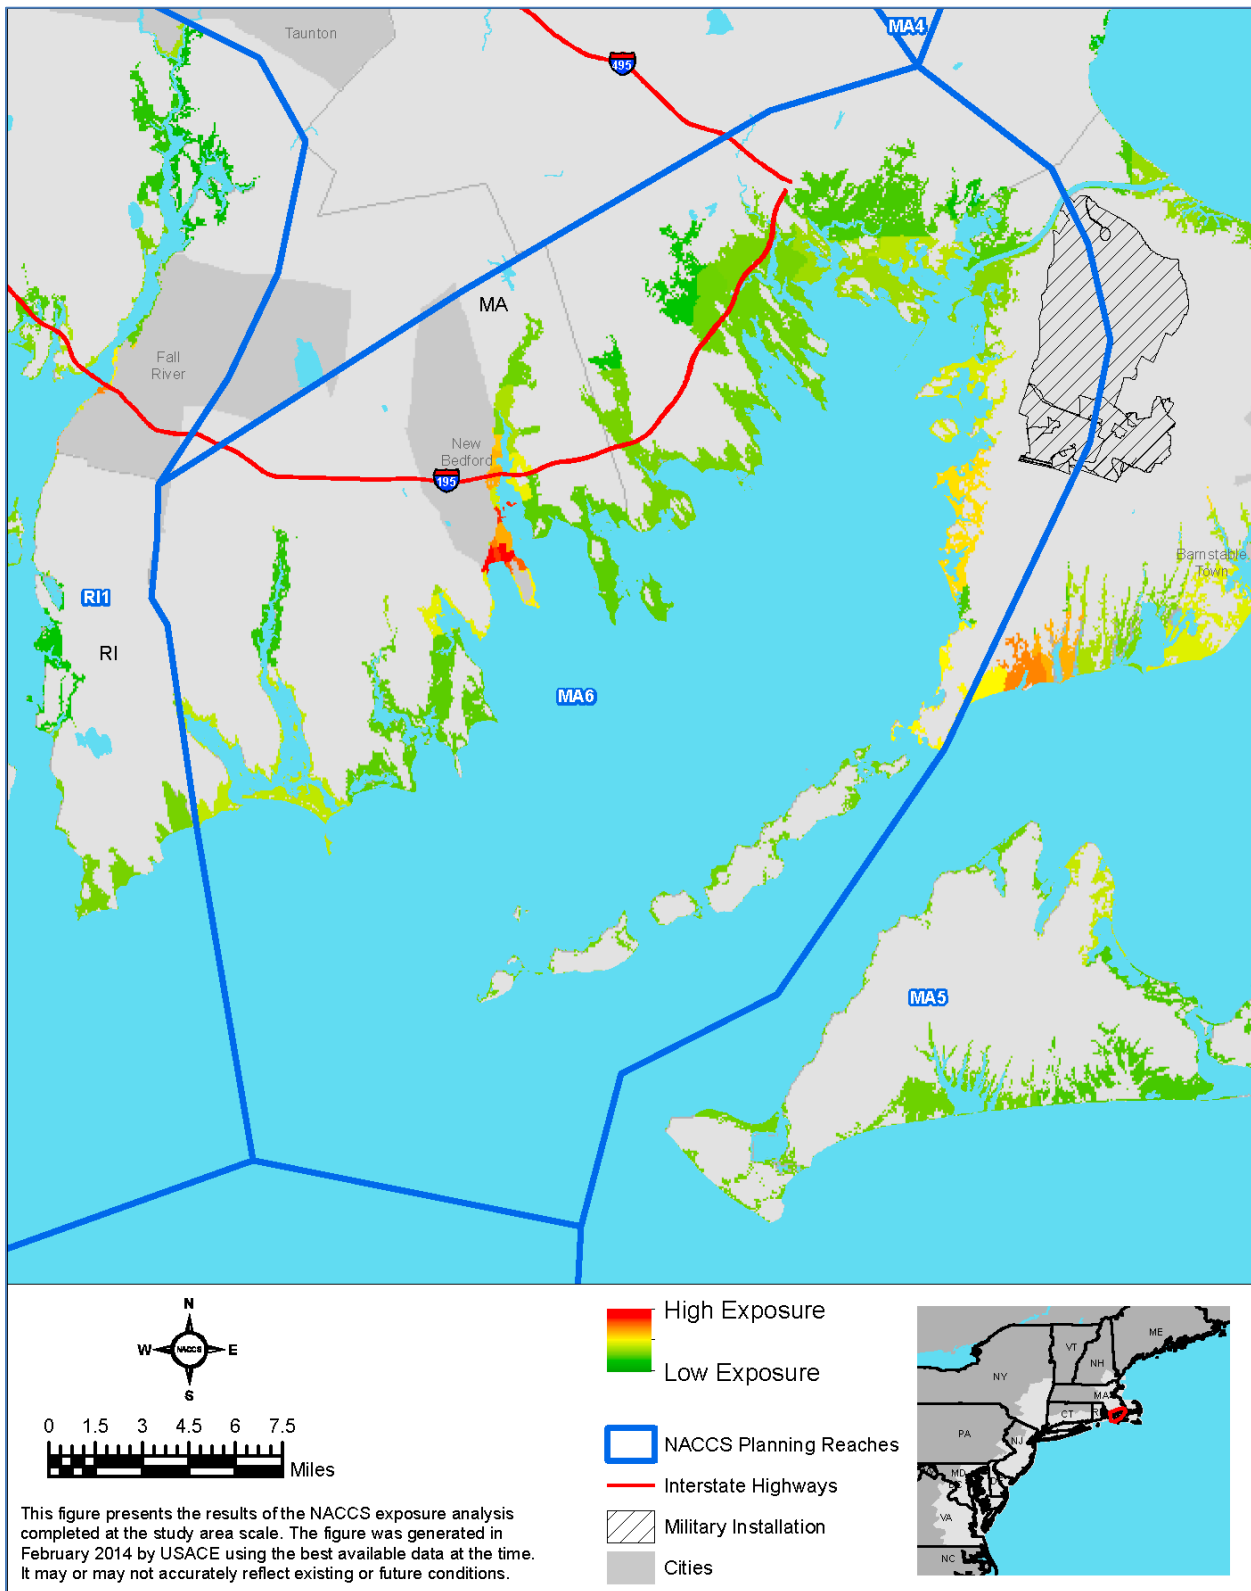 Taunton
MA4
495
MA
Fall
River
New
Bedford
195
Barnstable
Town
RI1
RI
MA6
MA5
N
W NACCS E
S
0 1.5 3 4.5 6 7.5
Miles
High Exposure
Low Exposure
NACCS Planning Reaches
Interstate Highways
Military Installation
Cities
This figure presents the results of the NACCS exposure analysis
completed at the study area scale. The figure was generated in
February 2014 by USACE using the best available data at the time.
It may or may not accurately reflect existing or future conditions.
ME
VT
NH
NY
MA
CT
PA
NJ
MD
VA
NC